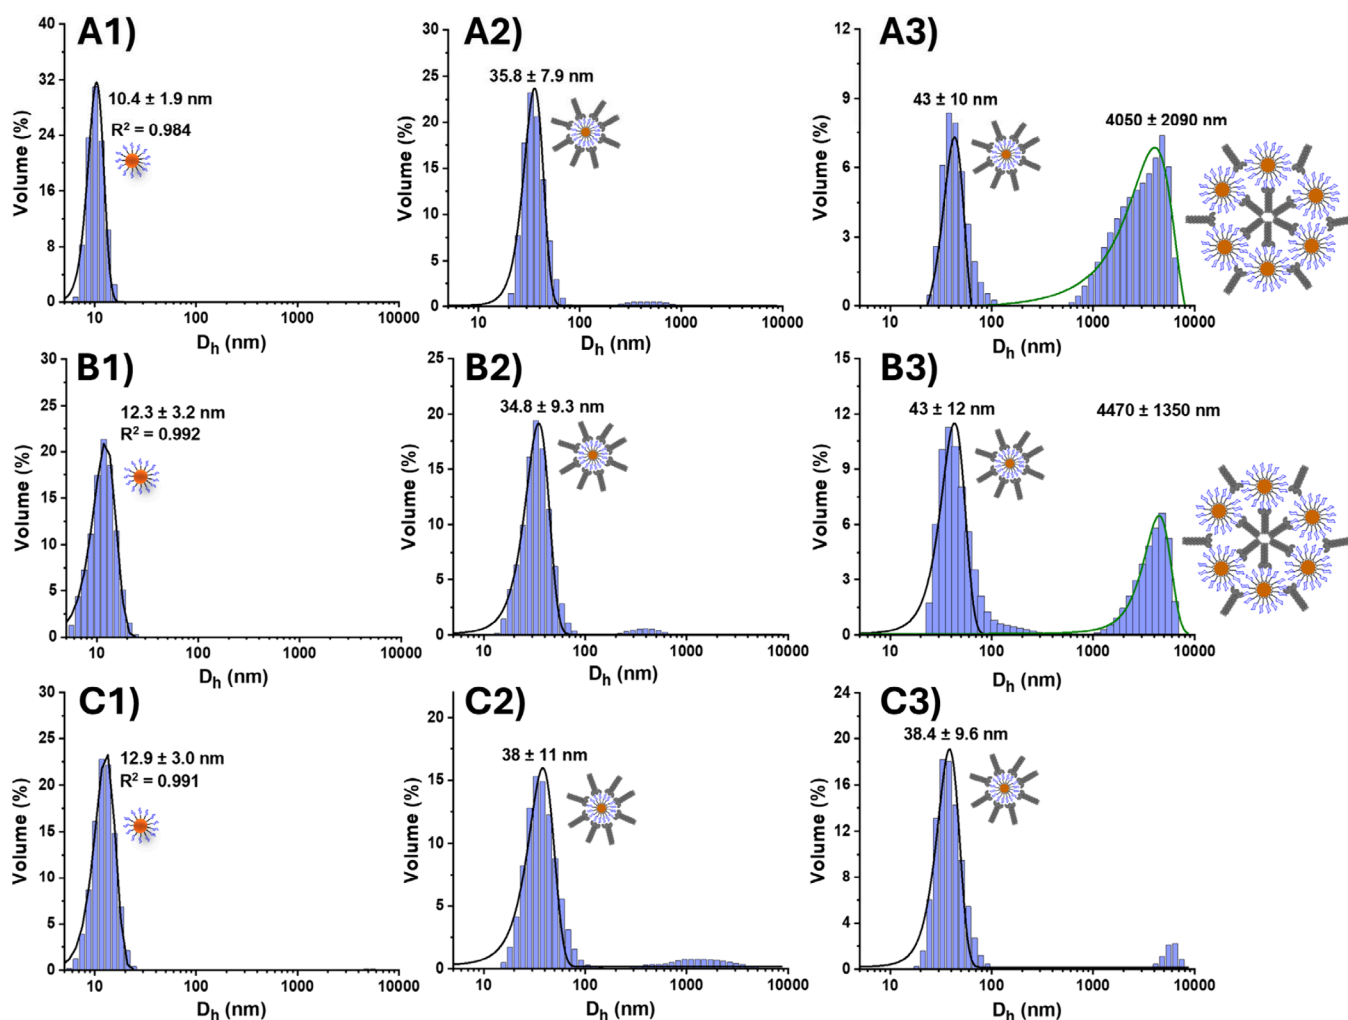 A1)
40
32
24
16
8
0
Volume (%)
10.4 ± 1.9 nm
R² = 0.984
10
100
1000
10000
Dₕ (nm)
A2)
30
25
20
15
10
5
0
Volume (%)
35.8 ± 7.9 nm
10
100
1000
10000
Dₕ (nm)
A3)
12
9
6
3
0
Volume (%)
43 ± 10 nm
4050 ± 2090 nm
10
100
1000
10000
Dₕ (nm)
B1)
30
25
20
15
10
5
0
Volume (%)
12.3 ± 3.2 nm
R² = 0.992
10
100
1000
10000
Dₕ (nm)
B2)
25
20
15
10
5
0
Volume (%)
34.8 ± 9.3 nm
10
100
1000
10000
Dₕ (nm)
B3)
15
12
9
6
3
0
Volume (%)
43 ± 12 nm
4470 ± 1350 nm
10
100
1000
10000
Dₕ (nm)
C1)
30
25
20
15
10
5
0
Volume (%)
12.9 ± 3.0 nm
R² = 0.991
10
100
1000
10000
Dₕ (nm)
C2)
20
15
10
5
0
Volume (%)
38 ± 11 nm
10
100
1000
10000
Dₕ (nm)
C3)
24
20
16
12
8
4
0
Volume (%)
38.4 ± 9.6 nm
10
100
1000
10000
Dₕ (nm)